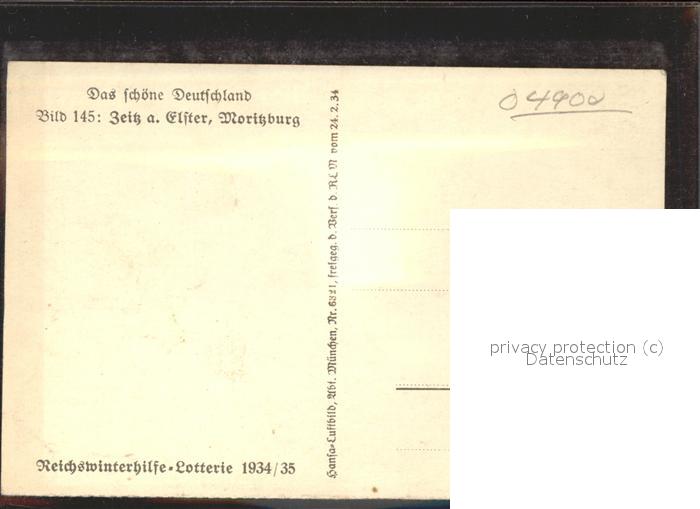 Das schöne Deutschland
Bild 145: Zeitz a. Elster, Moritzburg
Reichswinterhilfe-Lotterie 1934/35
Hansa-Luftbild, Abt. München, Nr. 6821, freigeg. d. Verf. d. RLM vom 24. 2. 34
04900
privacy protection (c)
Datenschutz